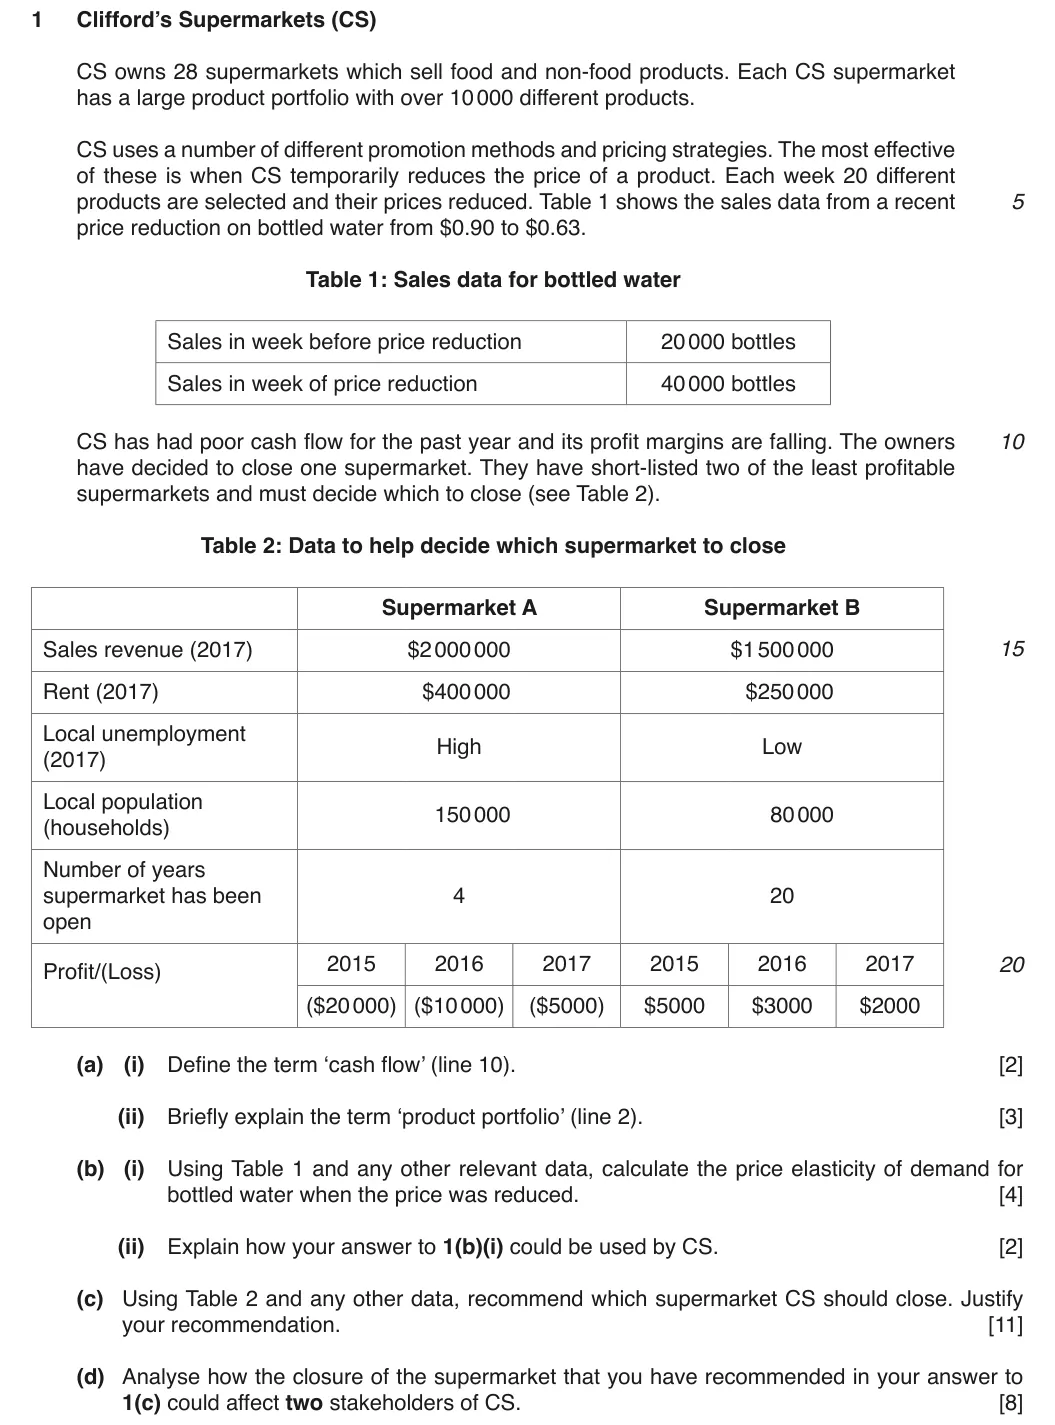 1 Clifford’s Supermarkets (CS)
CS owns 28 supermarkets which sell food and non-food products. Each CS supermarket
has a large product portfolio with over 10 000 different products.
CS uses a number of different promotion methods and pricing strategies. The most effective
of these is when CS temporarily reduces the price of a product. Each week 20 different
products are selected and their prices reduced. Table 1 shows the sales data from a recent 5
price reduction on bottled water from $0.90 to $0.63.
Table 1: Sales data for bottled water
Sales in week before price reduction 20 000 bottles
Sales in week of price reduction 40 000 bottles
CS has had poor cash flow for the past year and its profit margins are falling. The owners 10
have decided to close one supermarket. They have short-listed two of the least profitable
supermarkets and must decide which to close (see Table 2).
Table 2: Data to help decide which supermarket to close
Supermarket A Supermarket B
Sales revenue (2017) $2 000 000 $1 500 000 15
Rent (2017) $400 000 $250 000
Local unemployment
(2017) High Low
Local population
(households) 150 000 80 000
Number of years
supermarket has been 4 20
open
Profit/(Loss) 2015 2016 2017 2015 2016 2017 20
($20 000) ($10 000) ($5000) $5000 $3000 $2000
(a) (i) Define the term ‘cash flow’ (line 10). [2]
(ii) Briefly explain the term ‘product portfolio’ (line 2). [3]
(b) (i) Using Table 1 and any other relevant data, calculate the price elasticity of demand for
bottled water when the price was reduced. [4]
(ii) Explain how your answer to 1(b)(i) could be used by CS. [2]
(c) Using Table 2 and any other data, recommend which supermarket CS should close. Justify
your recommendation. [11]
(d) Analyse how the closure of the supermarket that you have recommended in your answer to
1(c) could affect two stakeholders of CS. [8]